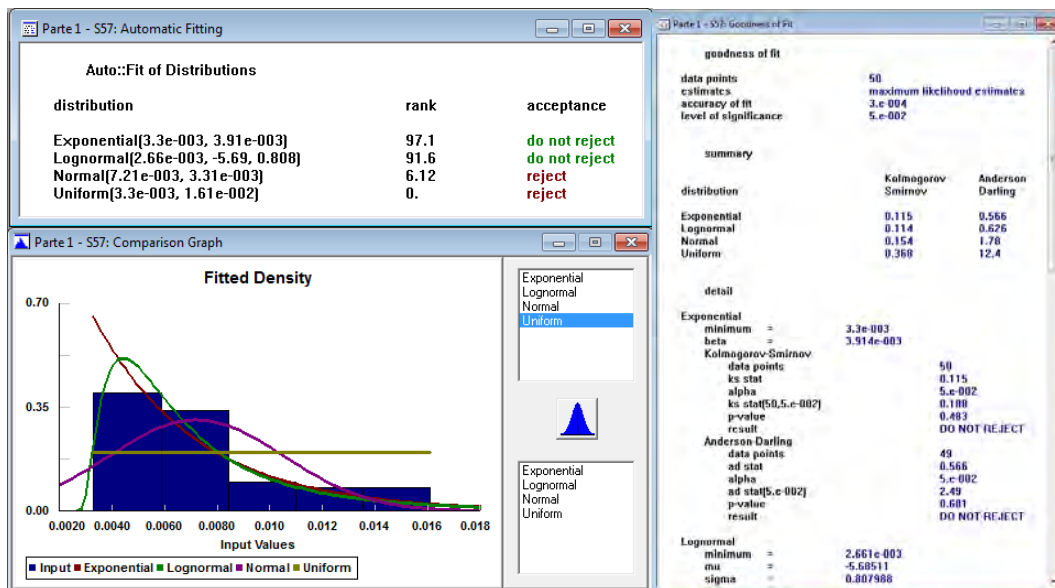 Parte 1 - S57: Automatic Fitting
Auto::Fit of Distributions
distribution rank acceptance
Exponential(3.3e-003, 3.91e-003) 97.1 do not reject
Lognormal(2.66e-003, -5.69, 0.808) 91.6 do not reject
Normal(7.21e-003, 3.31e-003) 6.12 reject
Uniform(3.3e-003, 1.61e-002) 0. reject
Parte 1 - S57: Comparison Graph
Fitted Density
0.70
0.35
0.00
0.0020 0.0040 0.0060 0.0080 0.010 0.012 0.014 0.016 0.018
Input Values
Input Exponential Lognormal Normal Uniform
Exponential
Lognormal
Normal
Uniform
Exponential
Lognormal
Normal
Uniform
Parte 1 - S57: Goodness of Fit
goodness of fit
data points 50
estimates maximum likelihood estimates
accuracy of fit 3.e-004
level of significance 5.e-002
summary
Kolmogorov Anderson
distribution Smirnov Darling
Exponential 0.115 0.566
Lognormal 0.114 0.626
Normal 0.154 1.78
Uniform 0.368 12.4
detail
Exponential
minimum = 3.3e-003
beta = 3.914e-003
Kolmogorov-Smirnov
data points 50
ks stat 0.115
alpha 5.e-002
ks stat(50,5.e-002) 0.188
p-value 0.483
result DO NOT REJECT
Anderson-Darling
data points 49
ad stat 0.566
alpha 5.e-002
ad stat(5.e-002) 2.49
p-value 0.681
result DO NOT REJECT
Lognormal
minimum = 2.661e-003
mu = -5.68511
sigma = 0.807988